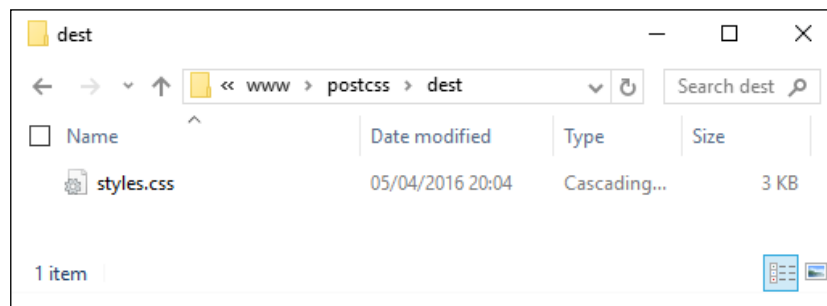 dest
« www › postcss › dest Search dest
Name Date modified Type Size
styles.css 05/04/2016 20:04 Cascading... 3 KB
1 item